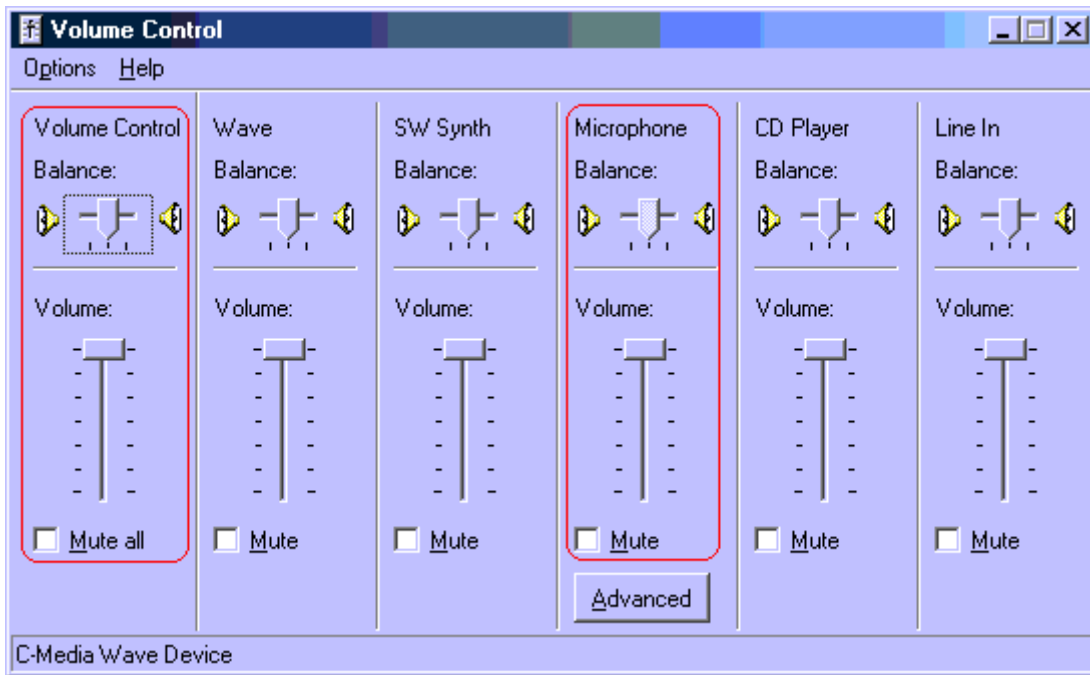 Volume Control
Options Help
Volume Control Wave SW Synth Microphone CD Player Line In
Balance: Balance: Balance: Balance: Balance: Balance:
Volume: Volume: Volume: Volume: Volume: Volume:
Mute all Mute Mute Mute Mute Mute
Advanced
C-Media Wave Device